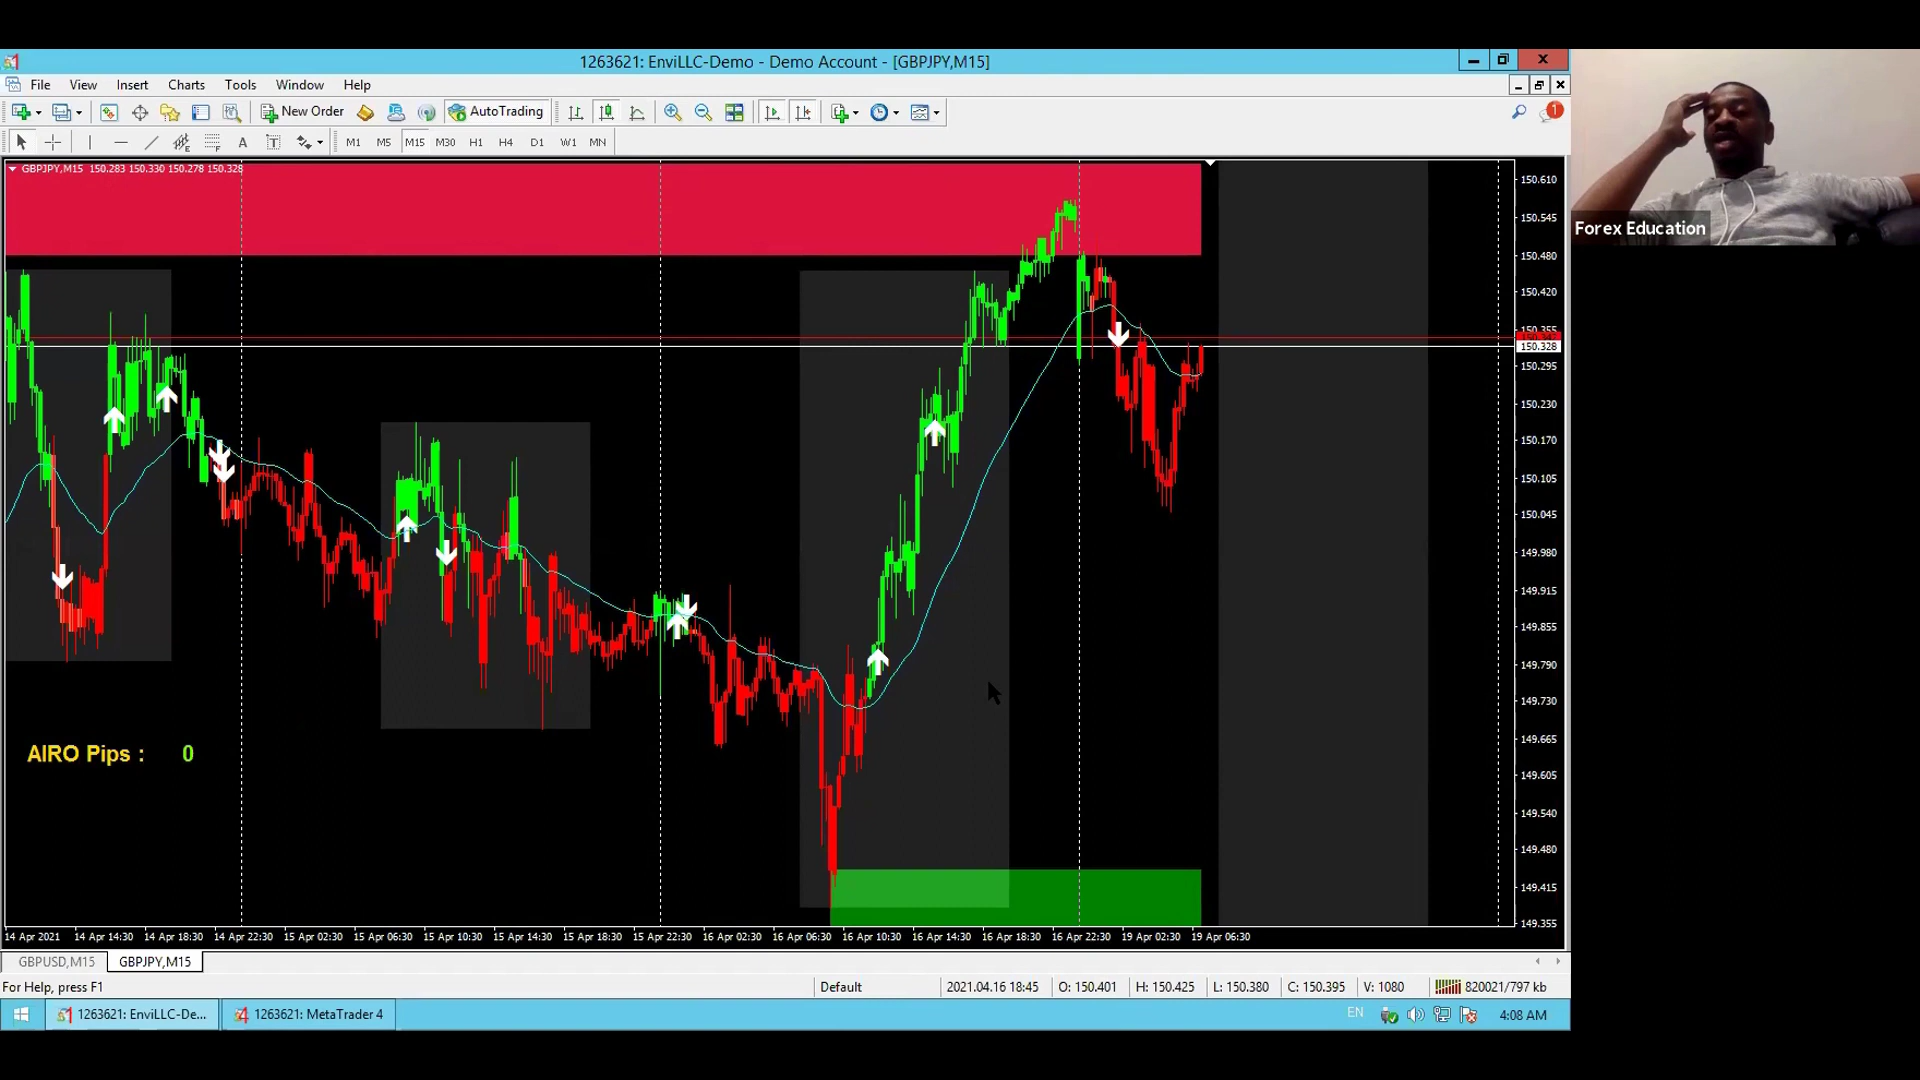 1263621: EnviLLC-Demo - Demo Account - [GBPJPY,M15]
File View Insert Charts Tools Window Help
New Order AutoTrading 1
A T M1 M5 M15 M30 H1 H4 D1 W1 MN
GBPJPY,M15 150.283 150.330 150.278 150.328
150.610
150.545
150.480
150.420
150.355
150.328
150.295
150.230
150.170
150.105
150.045
149.980
149.915
149.855
149.790
149.730
149.665
149.605
149.540
149.480
149.415
149.355
Forex Education
AIRO Pips : 0
14 Apr 2021 14 Apr 14:30 14 Apr 18:30 14 Apr 22:30 15 Apr 02:30 15 Apr 06:30 15 Apr 10:30 15 Apr 14:30 15 Apr 18:30 15 Apr 22:30 16 Apr 02:30 16 Apr 06:30 16 Apr 10:30 16 Apr 14:30 16 Apr 18:30 16 Apr 22:30 19 Apr 02:30 19 Apr 06:30
GBPUSD,M15 GBPJPY,M15
For Help, press F1 Default 2021.04.16 18:45 O: 150.401 H: 150.425 L: 150.380 C: 150.395 V: 1080 820021/797 kb
1263621: EnviLLC-De... 1263621: MetaTrader 4 EN 4:08 AM